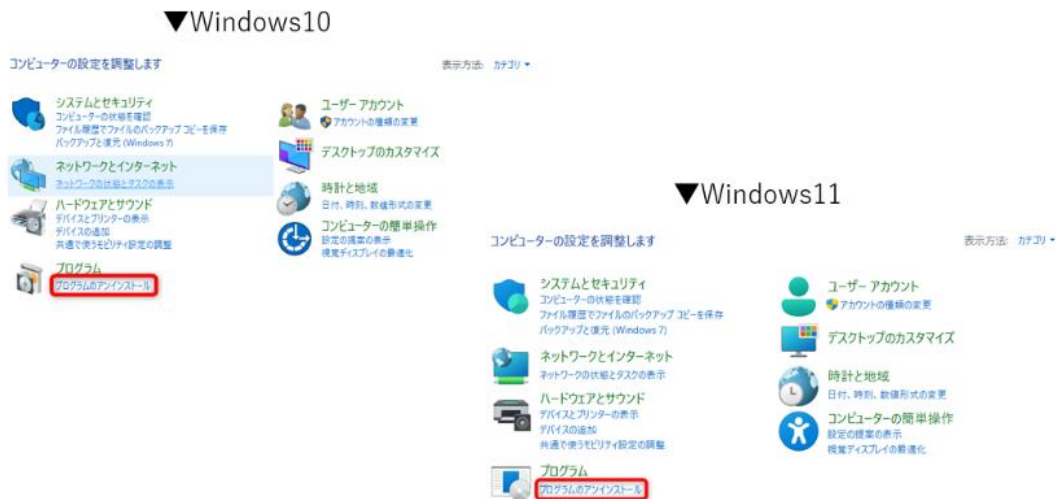 ▼Windows10
コンピューターの設定を調整します
表示方法: カテゴリ ▼
システムとセキュリティ
コンピューターの状態を確認
ファイル履歴でファイルのバックアップ コピーを保存
バックアップと復元 (Windows 7)
ネットワークとインターネット
ネットワークの状態とタスクの表示
ハードウェアとサウンド
デバイスとプリンターの表示
デバイスの追加
共通で使うモビリティ設定の調整
プログラム
プログラムのアンインストール
ユーザー アカウント
アカウントの種類の変更
デスクトップのカスタマイズ
時計と地域
日付、時刻、数値形式の変更
コンピューターの簡単操作
設定の提案の表示
視覚ディスプレイの最適化
▼Windows11
コンピューターの設定を調整します
表示方法: カテゴリ ▼
システムとセキュリティ
コンピューターの状態を確認
ファイル履歴でファイルのバックアップ コピーを保存
バックアップと復元 (Windows 7)
ネットワークとインターネット
ネットワークの状態とタスクの表示
ハードウェアとサウンド
デバイスとプリンターの表示
デバイスの追加
共通で使うモビリティ設定の調整
プログラム
プログラムのアンインストール
ユーザー アカウント
アカウントの種類の変更
デスクトップのカスタマイズ
時計と地域
日付、時刻、数値形式の変更
コンピューターの簡単操作
設定の提案の表示
視覚ディスプレイの最適化